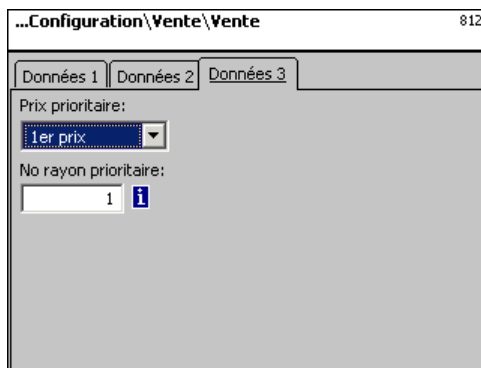 ...Configuration\Vente\Vente 812
Données 1 Données 2 Données 3
Prix prioritaire:
1er prix
No rayon prioritaire:
1 i